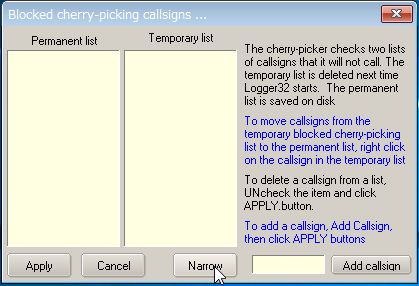 Blocked cherry-picking callsigns ...
Permanent list
Temporary list
The cherry-picker checks two
lists of callsigns that it will not call. The
temporary list is deleted next time
Logger32 starts.  The permanent
list is saved on disk
To move callsigns from the
temporary blocked cherry-picking
list to the permanent list, right click
on the callsign in the temporary list
To delete a callsign from a list,
UNcheck the item and click
APPLY.button.
To add a callsign, Add Callsign,
then click APPLY buttons
Apply
Cancel
Narrow
Add callsign